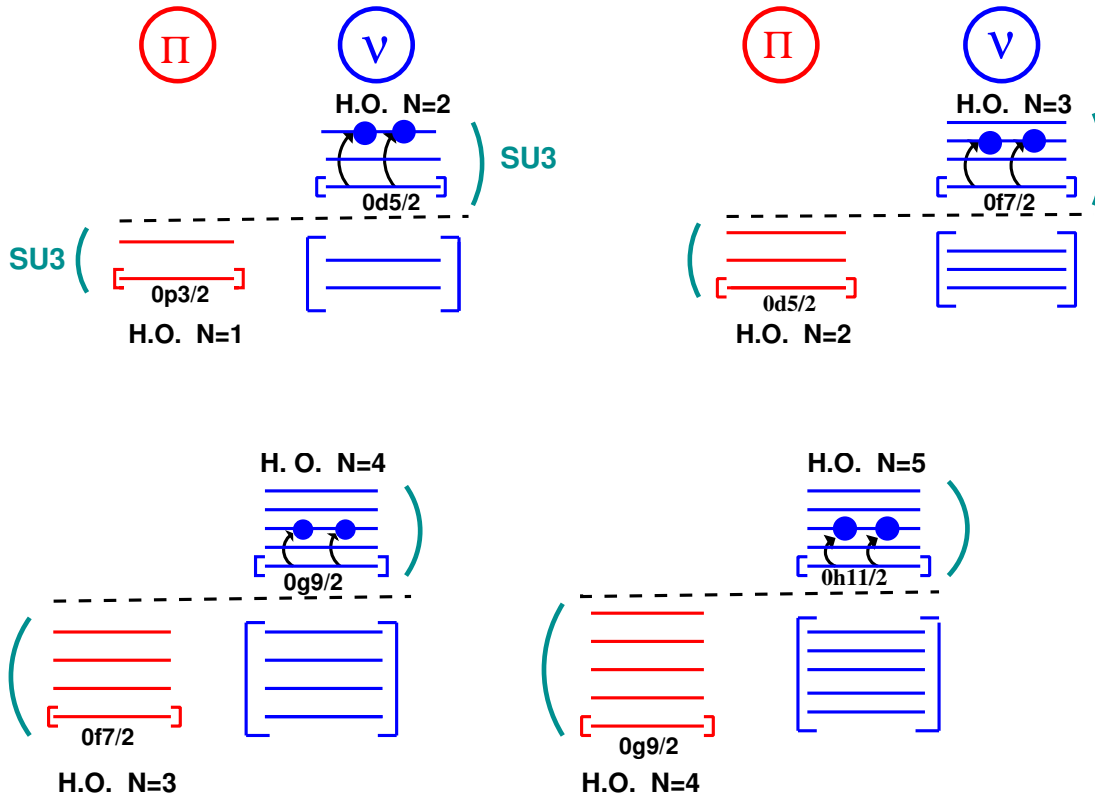 Π ν
H.O. N=2
SU3
0d5/2
SU3
0p3/2
H.O. N=1
Π ν
H.O. N=3
0f7/2
0d5/2
H.O. N=2
H. O. N=4
0g9/2
0f7/2
H.O. N=3
H.O. N=5
0h11/2
0g9/2
H.O. N=4